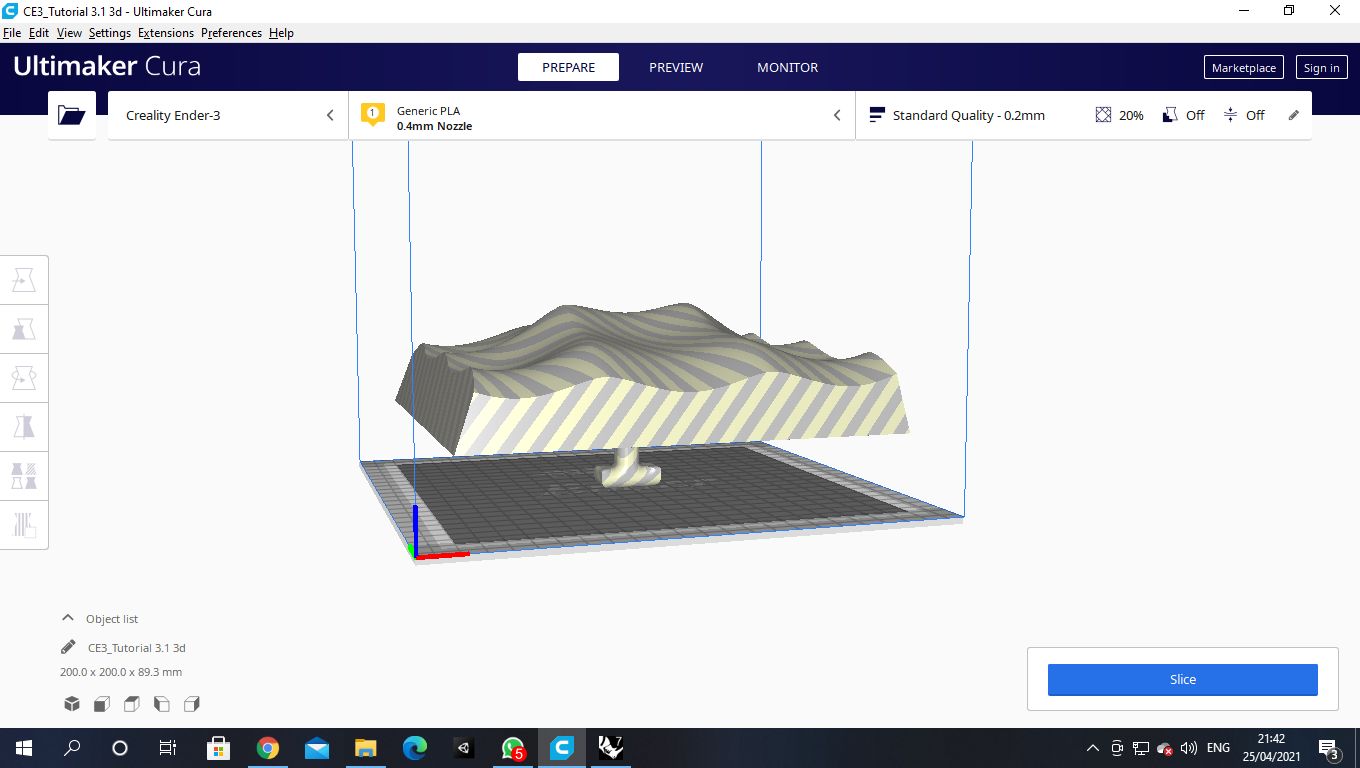 CE3_Tutorial 3.1 3d - Ultimaker Cura
File Edit View Settings Extensions Preferences Help
Ultimaker Cura
PREPARE
PREVIEW
MONITOR
Marketplace
Sign in
Creality Ender-3
1
Generic PLA
0.4mm Nozzle
Standard Quality - 0.2mm
20%
Off
Off
Object list
CE3_Tutorial 3.1 3d
200.0 x 200.0 x 89.3 mm
Slice
5
7
ENG
21:42
25/04/2021
3